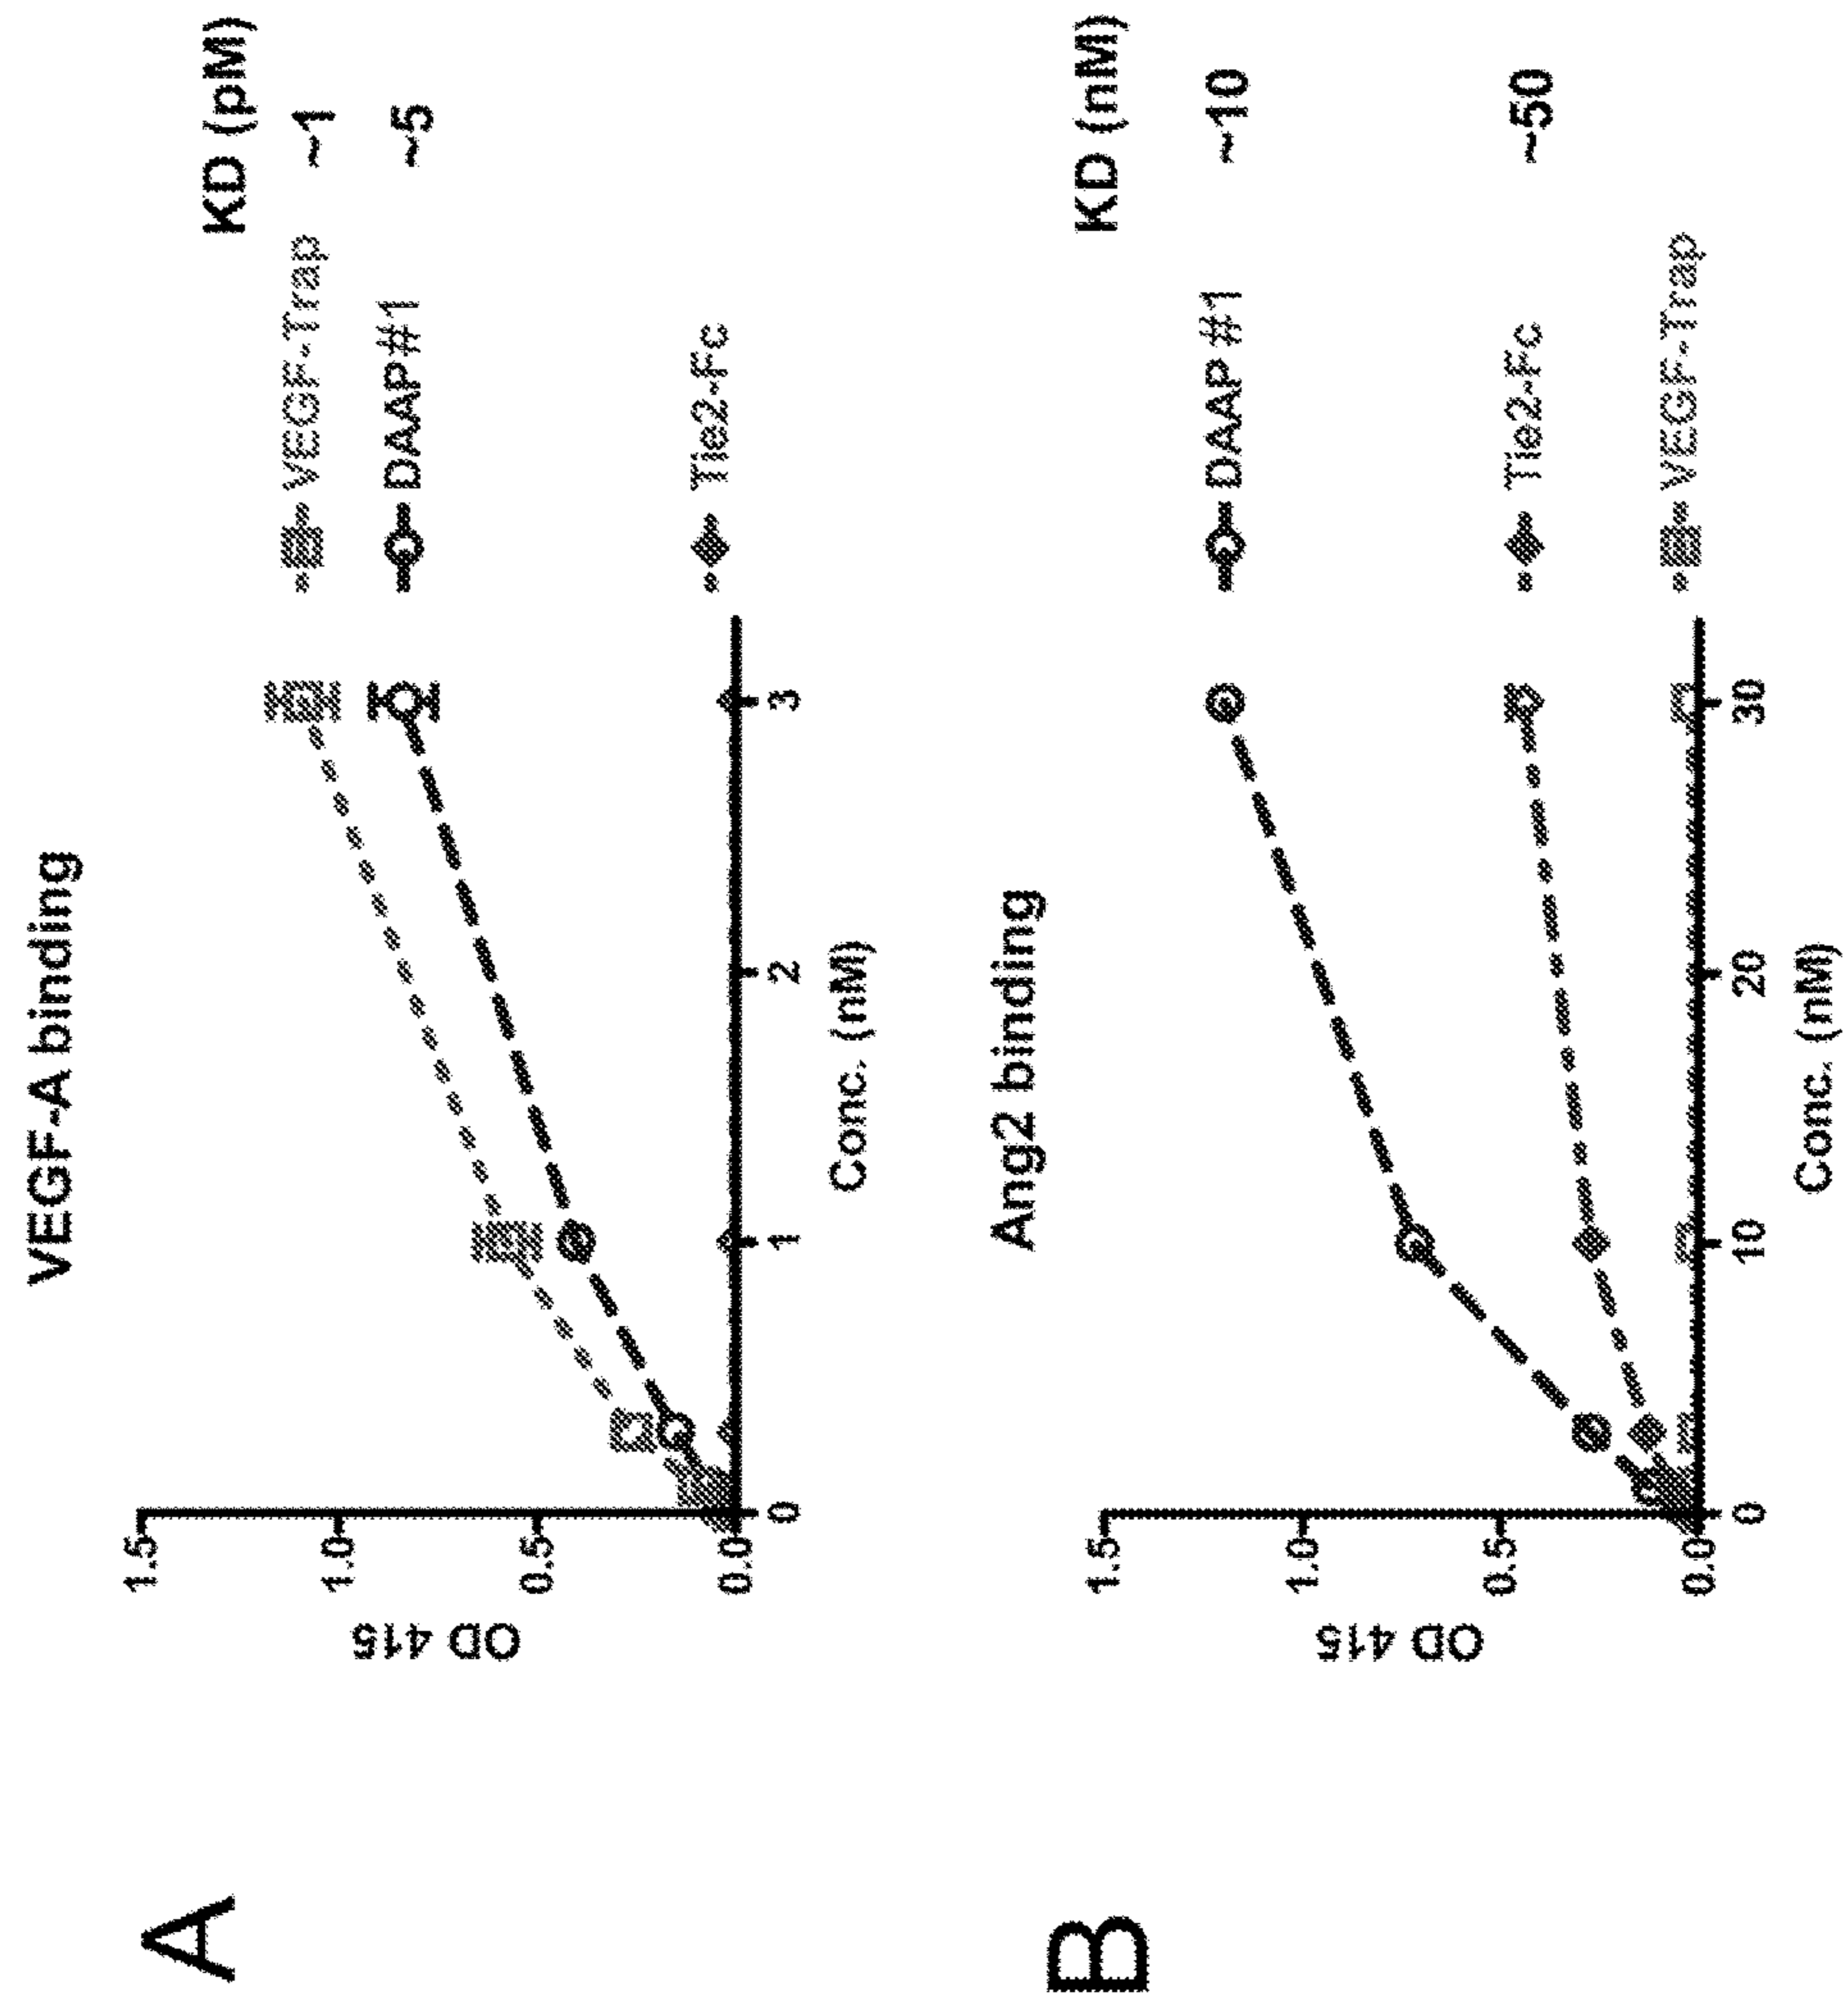 A
VEGF-A binding
KD (pM)
OD 415
1.5
1.0
0.5
0.0
0
1
2
3
Conc. (nM)
VEGF-Trap ~1
DAAP#1 ~5
Tie2-Fc
B
Ang2 binding
KD (nM)
OD 415
1.5
1.0
0.5
0.0
0
10
20
30
Conc. (nM)
DAAP #1 ~10
Tie2-Fc ~50
VEGF-Trap